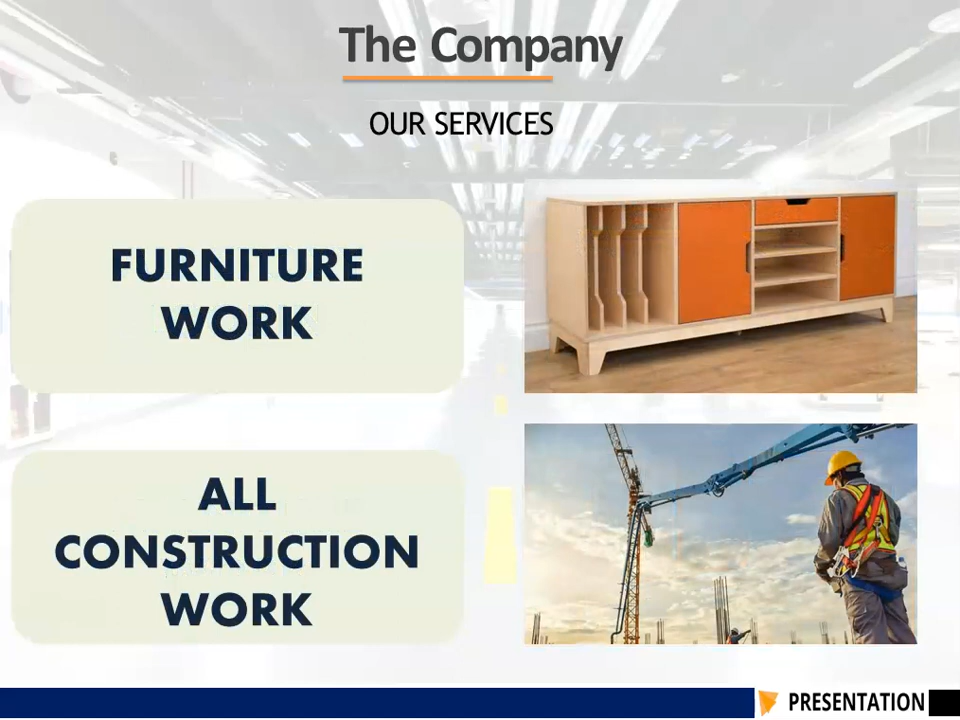 The Company
OUR SERVICES
FURNITURE
WORK
ALL
CONSTRUCTION
WORK
PRESENTATION